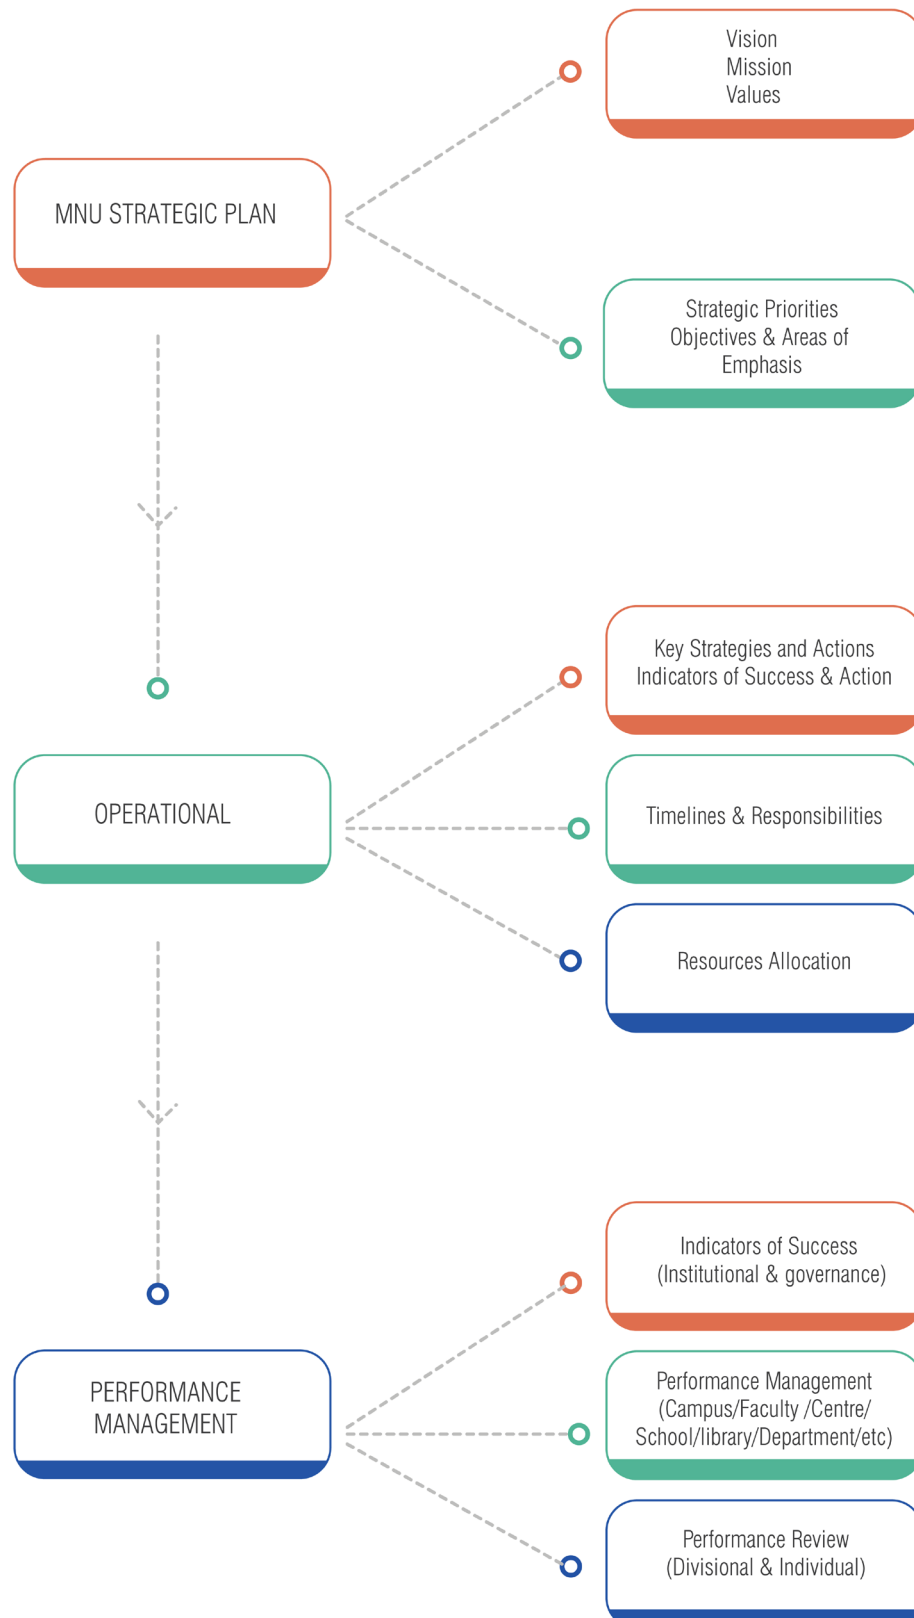 Vision
Mission
Values
MNU STRATEGIC PLAN
Strategic Priorities
Objectives & Areas of
Emphasis
Key Strategies and Actions
Indicators of Success & Action
OPERATIONAL
Timelines & Responsibilities
Resources Allocation
Indicators of Success
(Institutional & governance)
PERFORMANCE
MANAGEMENT
Performance Management
(Campus/Faculty /Centre/
School/library/Department/etc)
Performance Review
(Divisional & Individual)